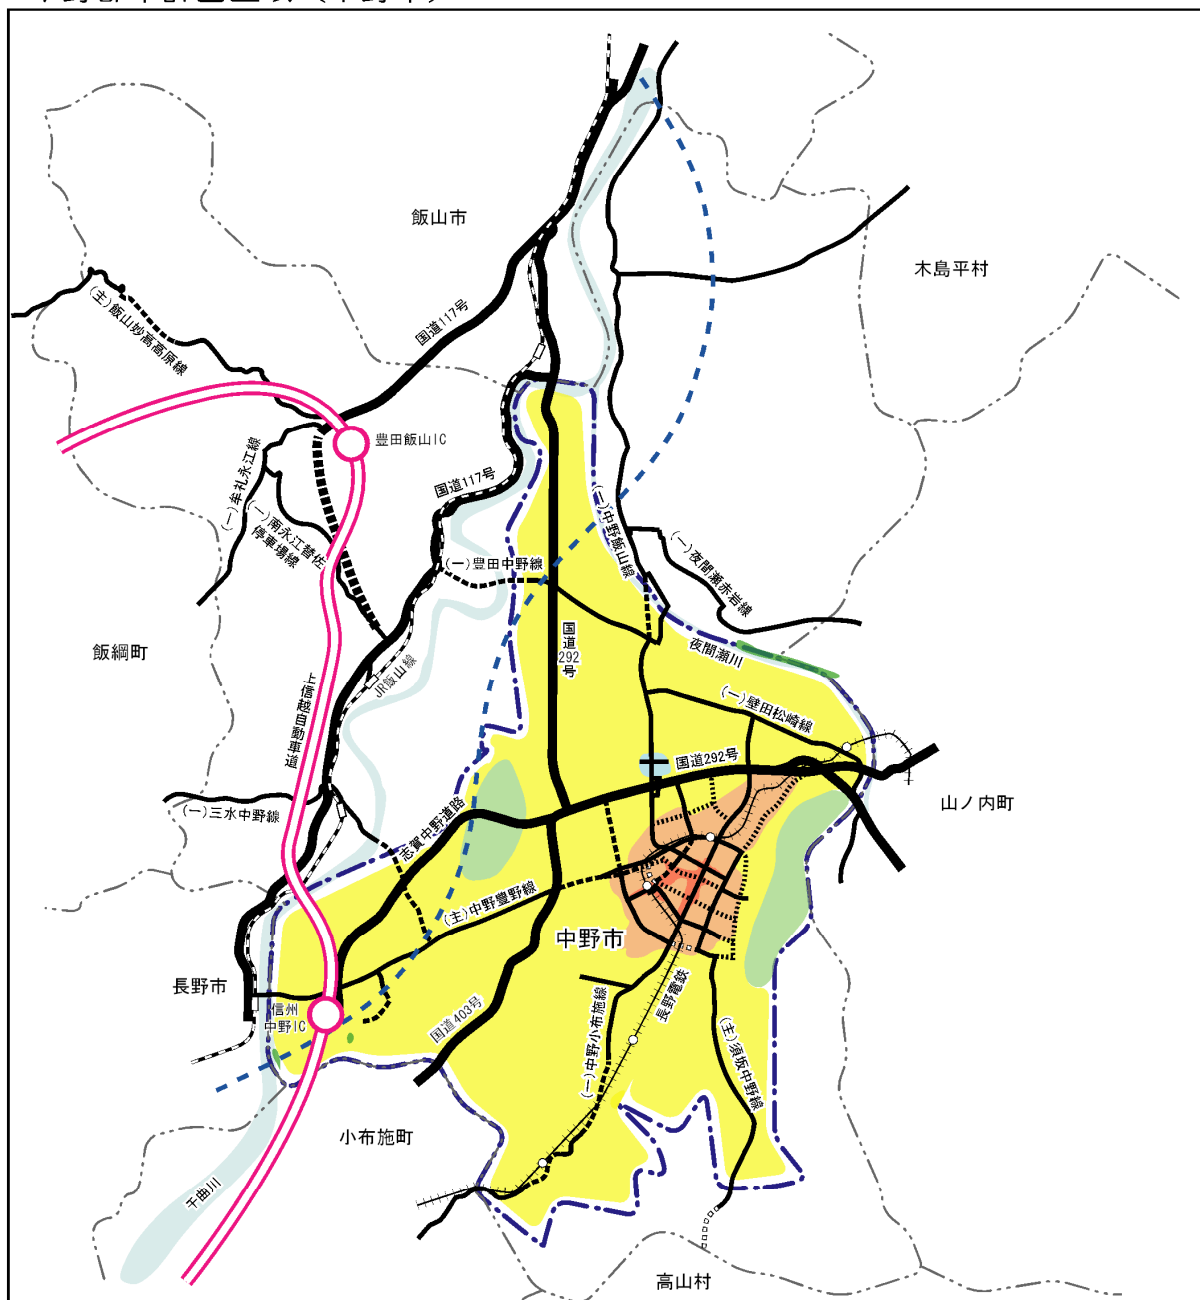 飯山市
木島平村
(主)飯山妙高高原線
国道117号
豊田飯山IC
(一)牟礼永江線
(一)南永江替佐
停車場線
国道117号
(一)中野飯山線
(一)豊田中野線
(一)夜間瀬赤岩線
国道
292
号
夜間瀬川
飯綱町
JR飯山線
上信越自動車道
(一)壁田松崎線
国道292号
山ノ内町
(一)三水中野線
志賀中野道路
(主)中野豊野線
中野市
長野市
信州
中野IC
国道403号
(一)中野小布施線
長野電鉄
(主)須坂中野線
小布施町
千曲川
高山村